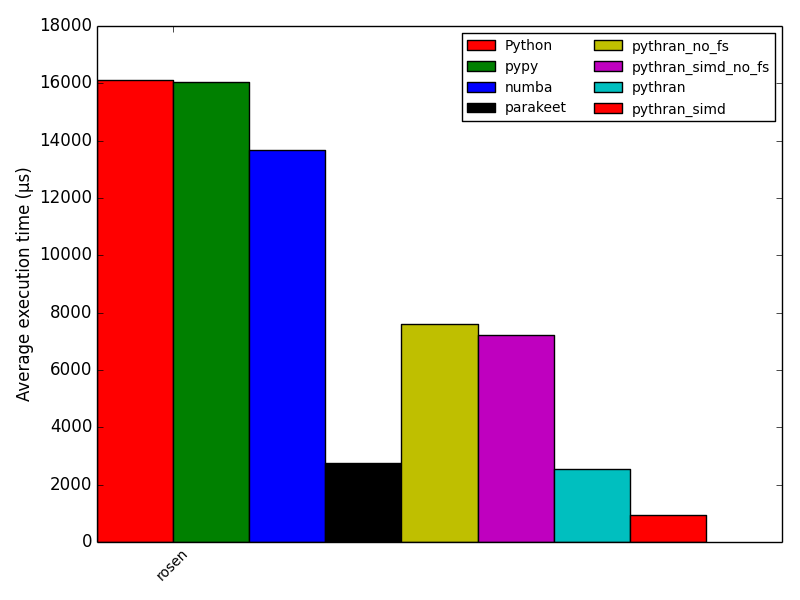 18000
16000
14000
12000
10000
8000
6000
4000
2000
0
Average execution time (µs)
rosen
Python
pypy
numba
parakeet
pythran_no_fs
pythran_simd_no_fs
pythran
pythran_simd